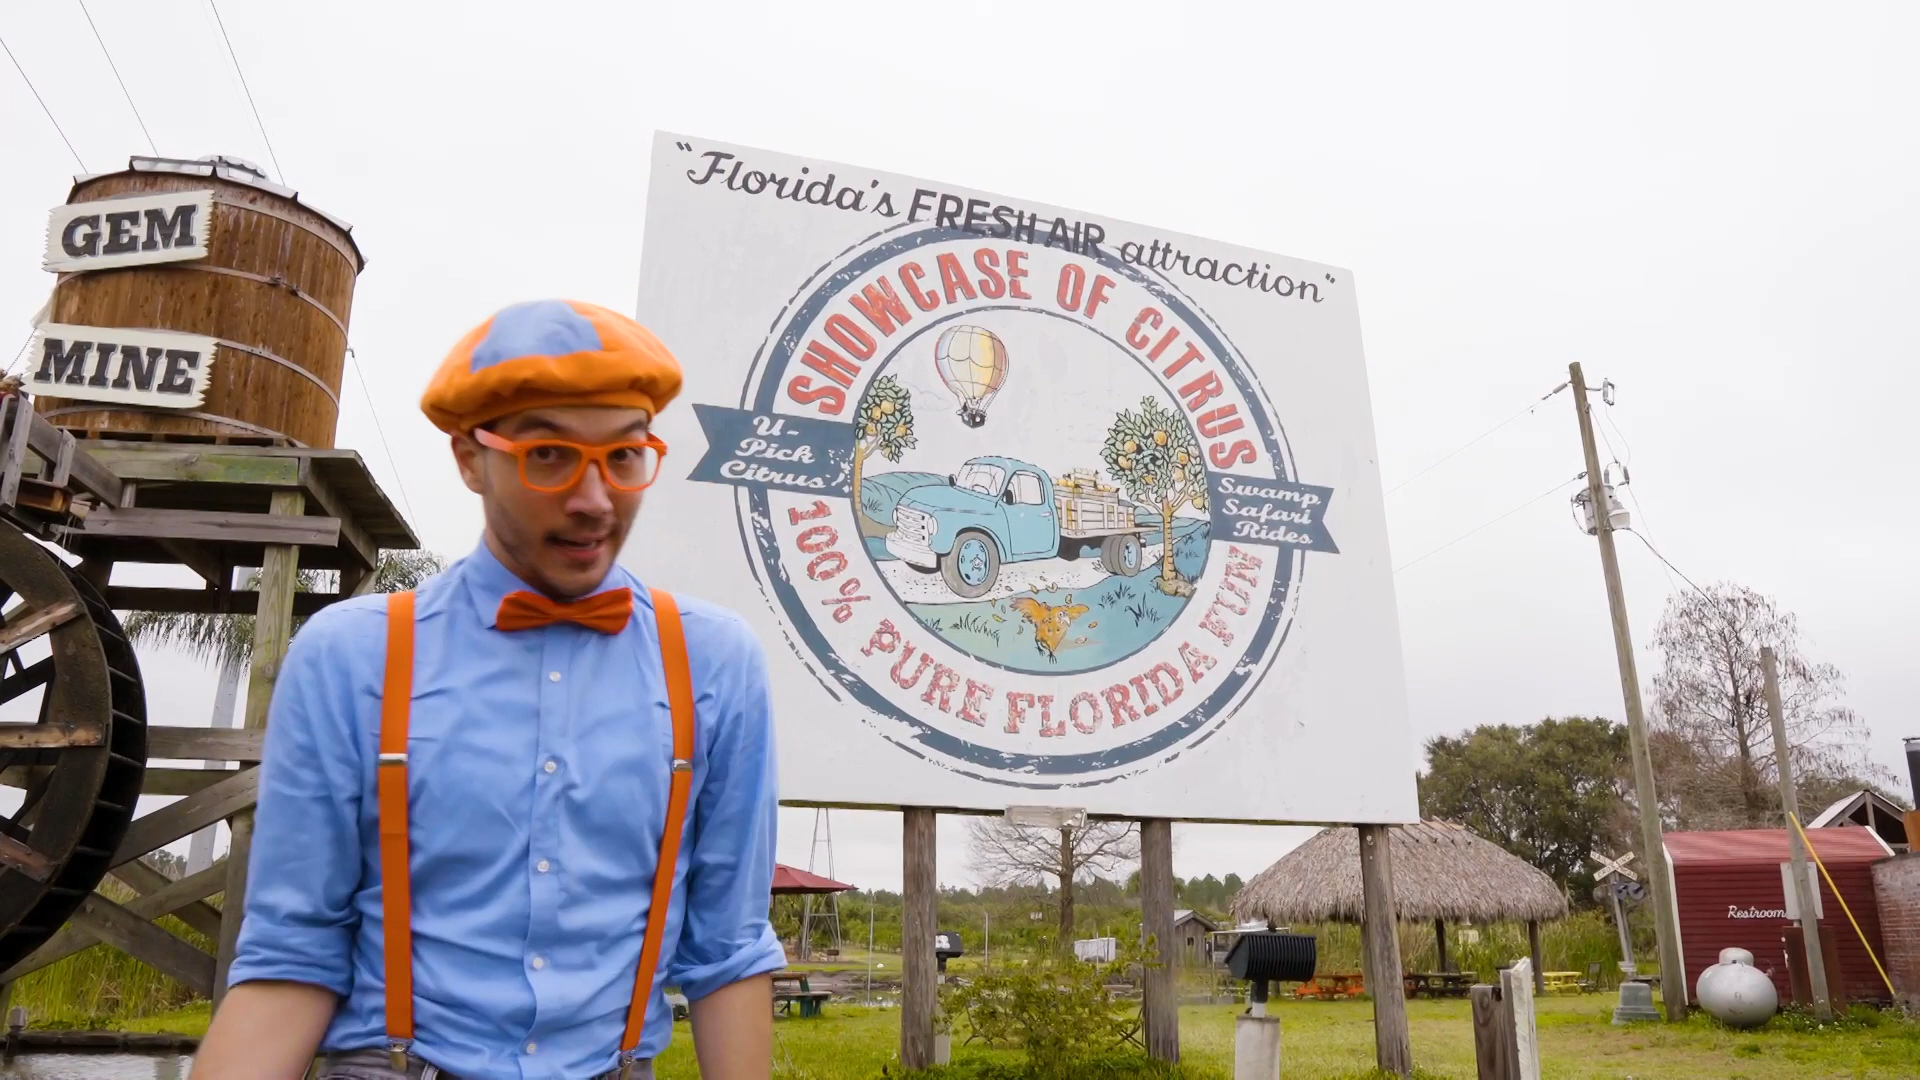 GEM
MINE
"Florida's FRESH AIR attraction"
SHOWCASE OF CITRUS
U-
Pick
Citrus
Swamp
Safari
Rides
100% PURE FLORIDA FUN
Restroom